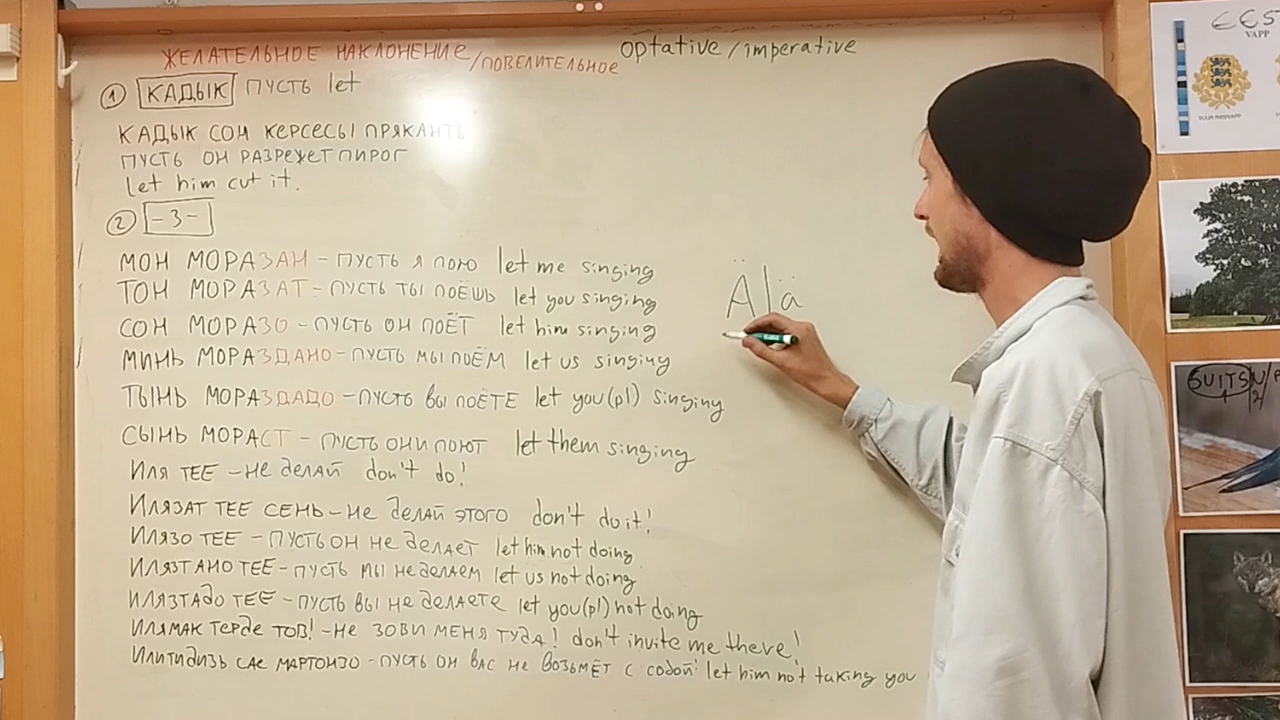 ЖЕЛАТЕЛЬНОЕ НАКЛОНЕНИЕ/ПОВЕЛИТЕЛЬНОЕ optative/imperative
1 КАДЫК ПУСТЬ let
КАДЫК СОН КЕРСЕСЫ ПРЯКАНТЬ
ПУСТЬ ОН РАЗРЕЖЕТ ПИРОГ
let him cut it.
2 -З-
МОН МОРАЗАН - ПУСТЬ Я ПОЮ let me singing
ТОН МОРАЗАТ - ПУСТЬ ТЫ ПОЁШЬ let you singing
СОН МОРАЗО - ПУСТЬ ОН ПОЁТ let him singing
МИНЬ МОРАЗДАНО - ПУСТЬ МЫ ПОЁМ let us singing
ТЫНЬ МОРАЗДАДО - ПУСТЬ ВЫ ПОЁТЕ let you(pl) singing
СЫНЬ МОРАСТ - ПУСТЬ ОНИ ПОЮТ let them singing
Älä
ИЛЯ ТЕЕ - НЕ ДЕЛАЙ don't do!
ИЛЯЗАТ ТЕЕ СЕНЬ - НЕ ДЕЛАЙ ЭТОГО don't do it!
ИЛЯЗО ТЕЕ - ПУСТЬ ОН НЕ ДЕЛАЕТ let him not doing
ИЛЯЗТАНО ТЕЕ - ПУСТЬ МЫ НЕ ДЕЛАЕМ let us not doing
ИЛЯЗТАДО ТЕЕ - ПУСТЬ ВЫ НЕ ДЕЛАЕТЕ let you(pl) not doing
ИЛЯМАК ТЕРДЕ ТОВ! - НЕ ЗОВИ МЕНЯ ТУДА! don't invite me there!
ИЛИТИДИЗЬ САЕ МАРТОНЗО - ПУСТЬ ОН ВАС НЕ ВОЗЬМЁТ С СОБОЙ! let him not taking you
VAPP
SUITSU